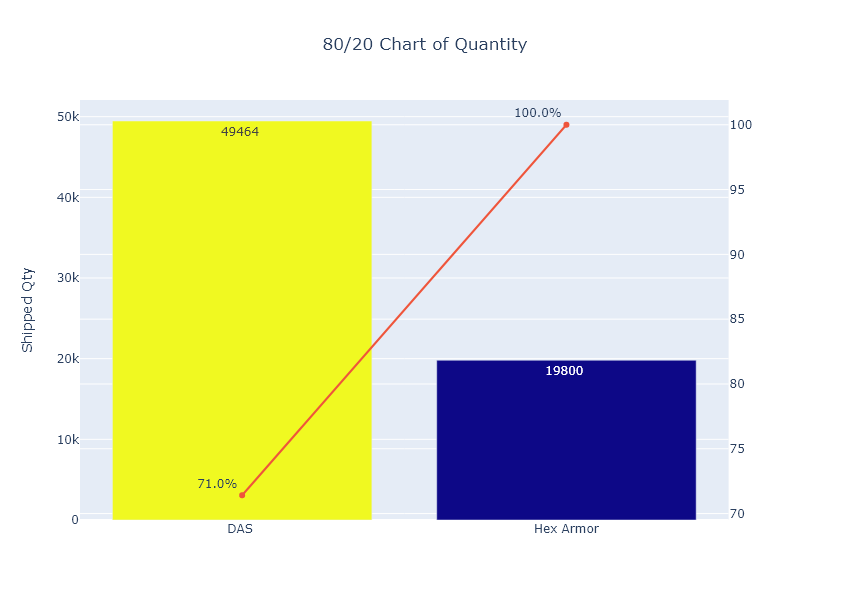 80/20 Chart of Quantity
50k
40k
30k
20k
10k
0
Shipped Qty
49464
71.0%
100.0%
19800
100
95
90
85
80
75
70
DAS
Hex Armor